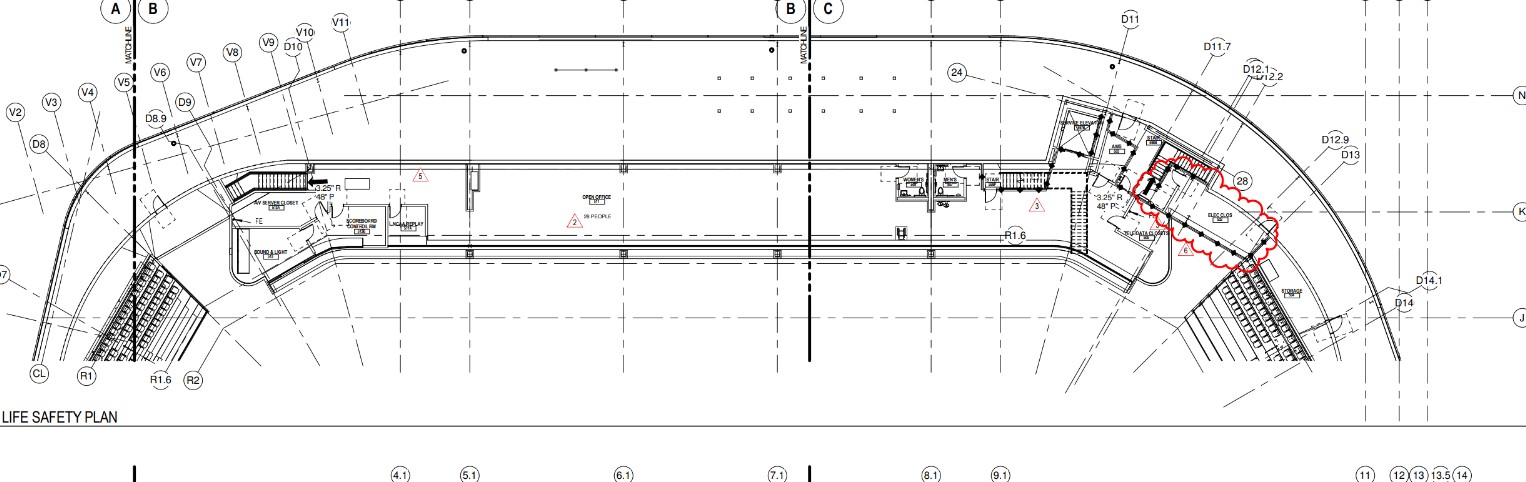 A
B
B
C
MATCHLINE
MATCHLINE
V11
V10
D10
V9
V8
V7
V6
V5
V4
V3
V2
D9
D8.9
D8
D11
D11.7
D12.1
D12.2
24
N
D12.9
D13
28
K
5
3.25" R
48" P
AV SERVER CLOSET
FE
SCOREBOARD
CONTROL RM
SOUND & LIGHT
OPEN OFFICE
2
28 PEOPLE
WOMEN'S
MEN'S
STAIR
3
R1.6
SERVICE ELEVATOR
STAIR
3.25" R
48" P
ELEC CLOS
TELE/DATA CLOSETS
6
STORAGE
D14.1
D14
J
CL
R1
R1.6
R2
LIFE SAFETY PLAN
4.1
5.1
6.1
7.1
8.1
9.1
11
12
13
13.5
14